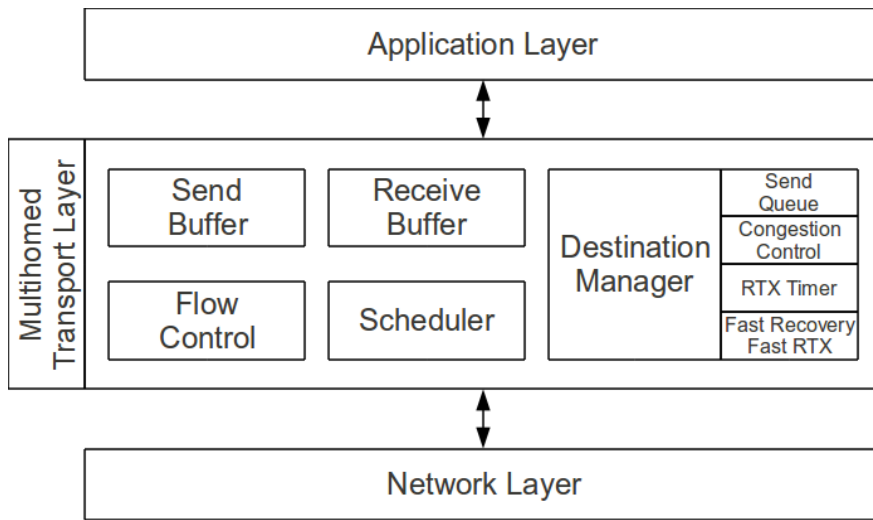 Application Layer
Multihomed
Transport Layer
Send
Buffer
Receive
Buffer
Flow
Control
Scheduler
Destination
Manager
Send
Queue
Congestion
Control
RTX Timer
Fast Recovery
Fast RTX
Network Layer